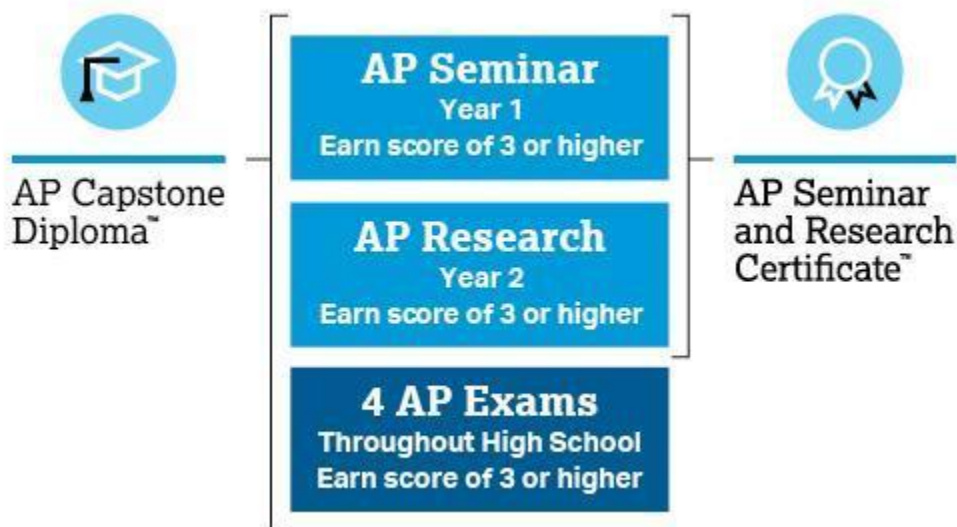 AP Capstone
Diploma™
AP Seminar
Year 1
Earn score of 3 or higher
AP Research
Year 2
Earn score of 3 or higher
4 AP Exams
Throughout High School
Earn score of 3 or higher
AP Seminar
and Research
Certificate™